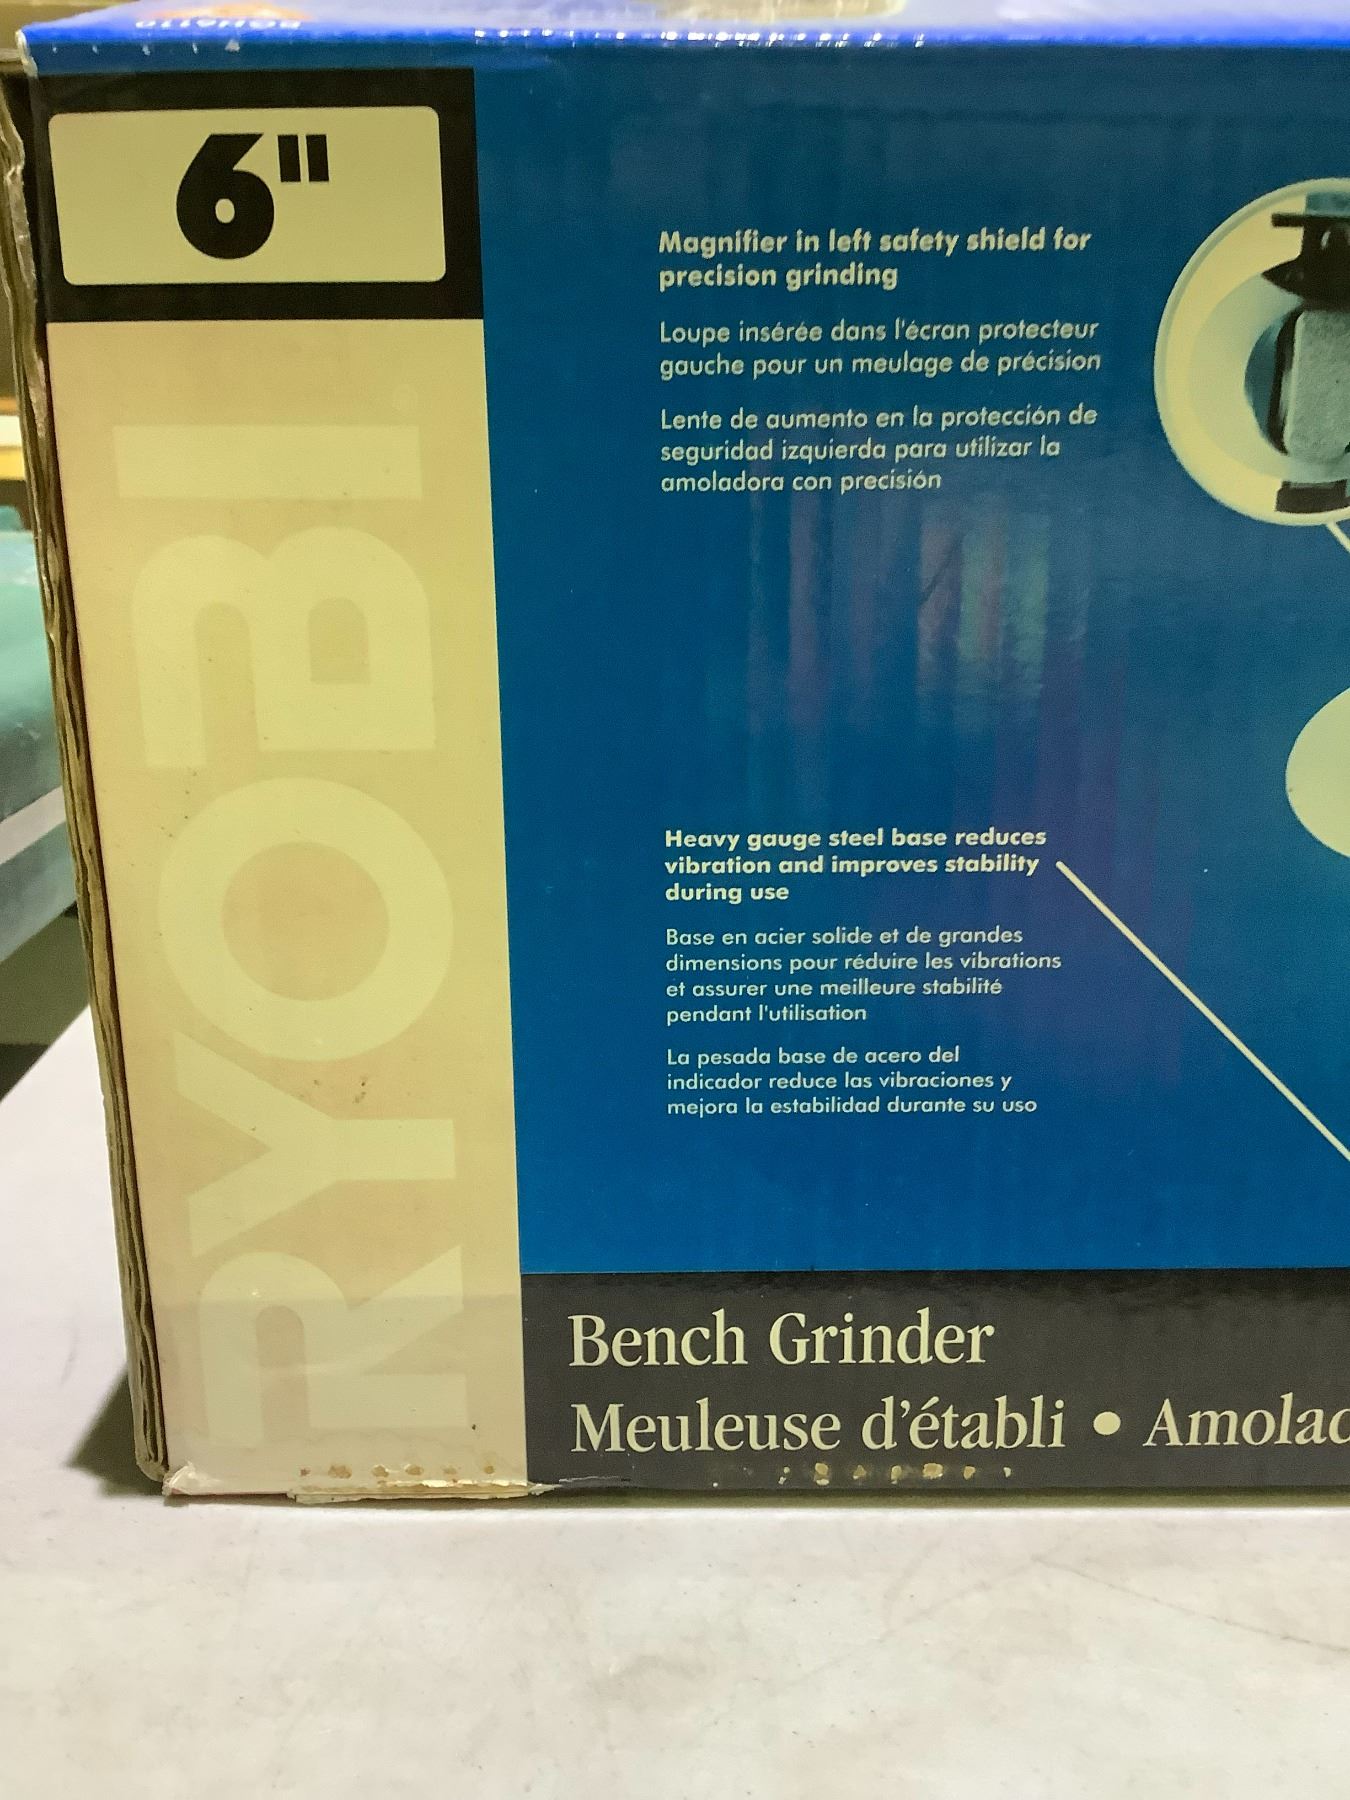 6"
RYOBI
Magnifier in left safety shield for
precision grinding
Loupe insérée dans l'écran protecteur
gauche pour un meulage de précision
Lente de aumento en la protección de
seguridad izquierda para utilizar la
amoladora con precisión
Heavy gauge steel base reduces
vibration and improves stability
during use
Base en acier solide et de grandes
dimensions pour réduire les vibrations
et assurer une meilleure stabilité
pendant l'utilisation
La pesada base de acero del
indicador reduce las vibraciones y
mejora la estabilidad durante su uso
Bench Grinder
Meuleuse d'établi • Amolad